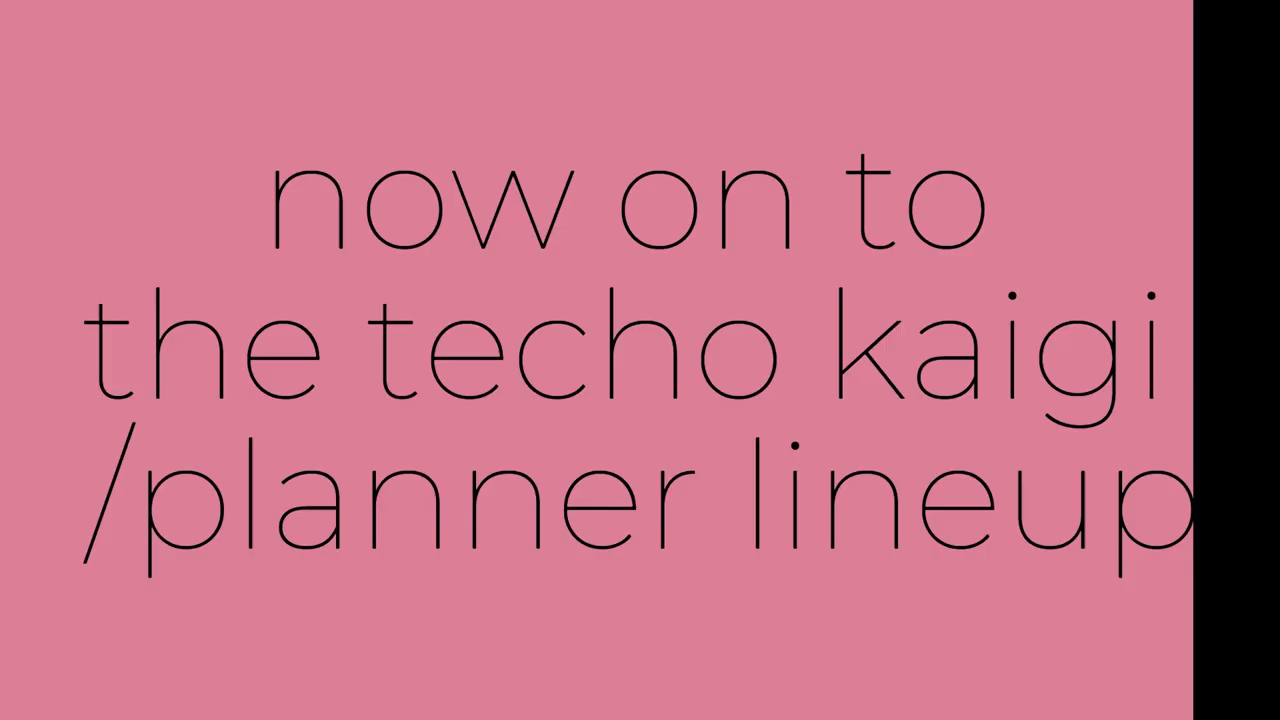 now on to
the techo kaigi
/planner lineup